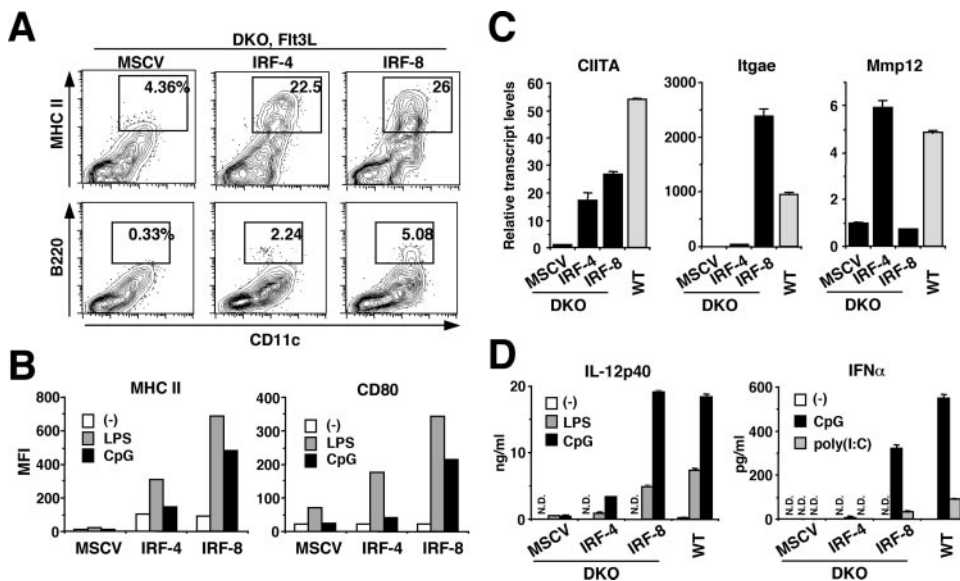 A
DKO, Flt3L
MSCV IRF-4 IRF-8
4.36% 22.5 26
MHC II
0.33% 2.24 5.08
B220
CD11c
B
MHC II
MFI
800
600
400
200
0
(-)
LPS
CpG
MSCV IRF-4 IRF-8
CD80
400
300
200
100
0
(-)
LPS
CpG
MSCV IRF-4 IRF-8
C
CIITA
Relative transcript levels
60
50
40
30
20
10
0
MSCV IRF-4 IRF-8 WT
DKO
Itgae
3000
2000
1000
0
MSCV IRF-4 IRF-8 WT
DKO
Mmp12
6
4
2
0
MSCV IRF-4 IRF-8 WT
DKO
D
IL-12p40
ng/ml
20
10
0
(-)
LPS
CpG
N.D. N.D. N.D.
MSCV IRF-4 IRF-8 WT
DKO
IFNα
pg/ml
600
400
200
0
(-)
CpG
poly(I:C)
N.D. N.D. N.D. N.D. N.D. N.D. N.D.
MSCV IRF-4 IRF-8 WT
DKO